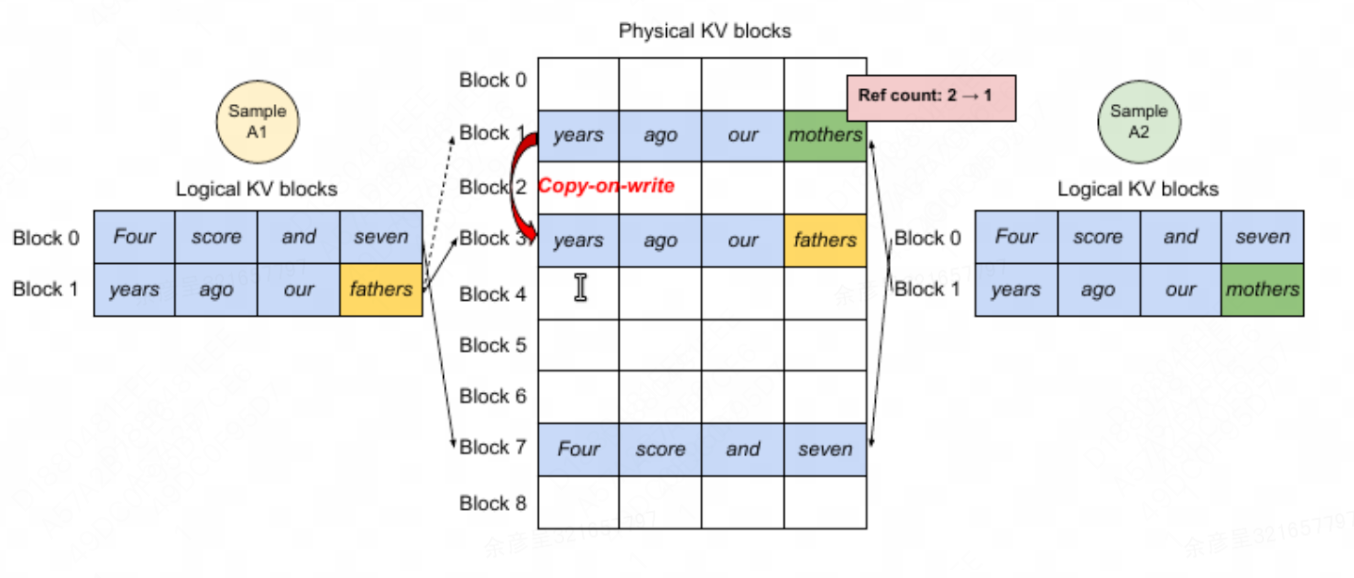 Physical KV blocks
Block 0
Ref count: 2 → 1
Sample
A1
Sample
A2
Block 1 years ago our mothers
Logical KV blocks
Block 2 Copy-on-write
Logical KV blocks
Block 0 Four score and seven
Block 3 years ago our fathers
Block 0 Four score and seven
Block 1 years ago our fathers
Block 4
Block 1 years ago our mothers
Block 5
Block 6
Block 7 Four score and seven
Block 8